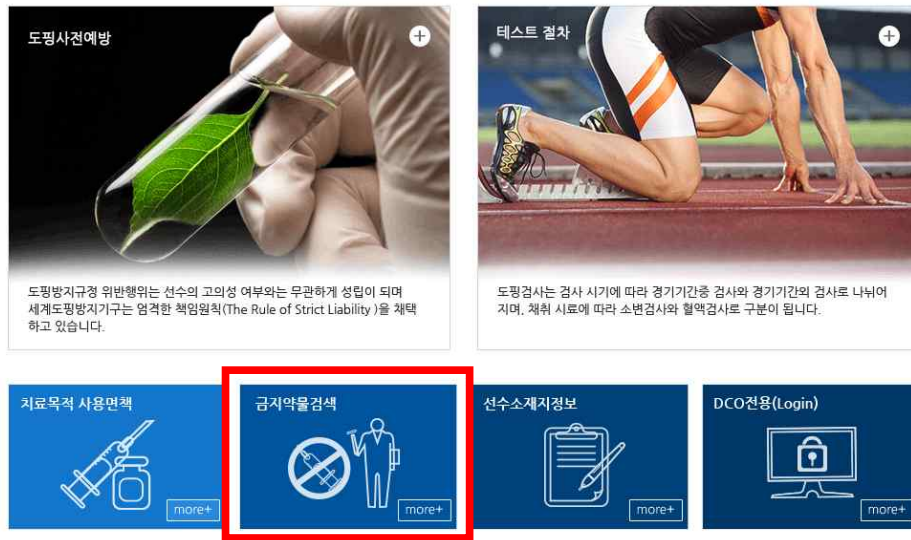 도핑사전예방
테스트 절차
도핑방지규정 위반행위는 선수의 고의성 여부와는 무관하게 성립이 되며
세계도핑방지기구는 엄격한 책임원칙(The Rule of Strict Liability )을 채택
하고 있습니다.
도핑검사는 검사 시기에 따라 경기기간중 검사와 경기기간외 검사로 나뉘어
지며, 채취 시료에 따라 소변검사와 혈액검사로 구분이 됩니다.
치료목적 사용면책
more+
금지약물검색
more+
선수소재지정보
more+
DCO전용(Login)
more+